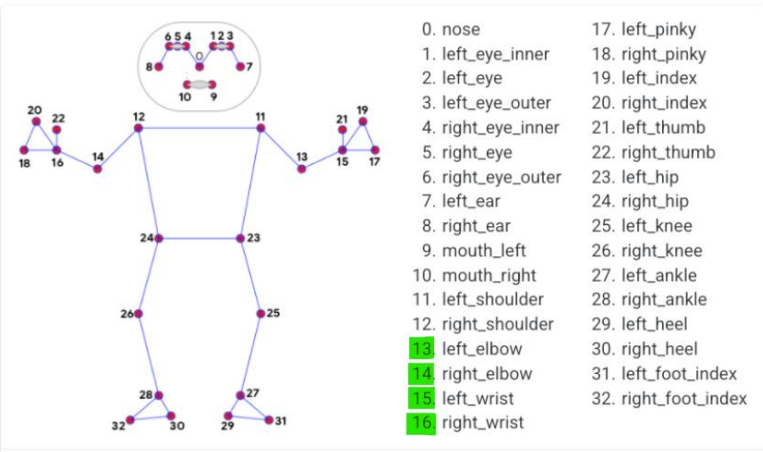 6 5 4 1 2 3
0
8 7
10 9
20 22 12 11 21 19
18 16 14 13 15 17
24 23
26 25
28 27
32 30 29 31
0. nose
1. left_eye_inner
2. left_eye
3. left_eye_outer
4. right_eye_inner
5. right_eye
6. right_eye_outer
7. left_ear
8. right_ear
9. mouth_left
10. mouth_right
11. left_shoulder
12. right_shoulder
13. left_elbow
14. right_elbow
15. left_wrist
16. right_wrist
17. left_pinky
18. right_pinky
19. left_index
20. right_index
21. left_thumb
22. right_thumb
23. left_hip
24. right_hip
25. left_knee
26. right_knee
27. left_ankle
28. right_ankle
29. left_heel
30. right_heel
31. left_foot_index
32. right_foot_index